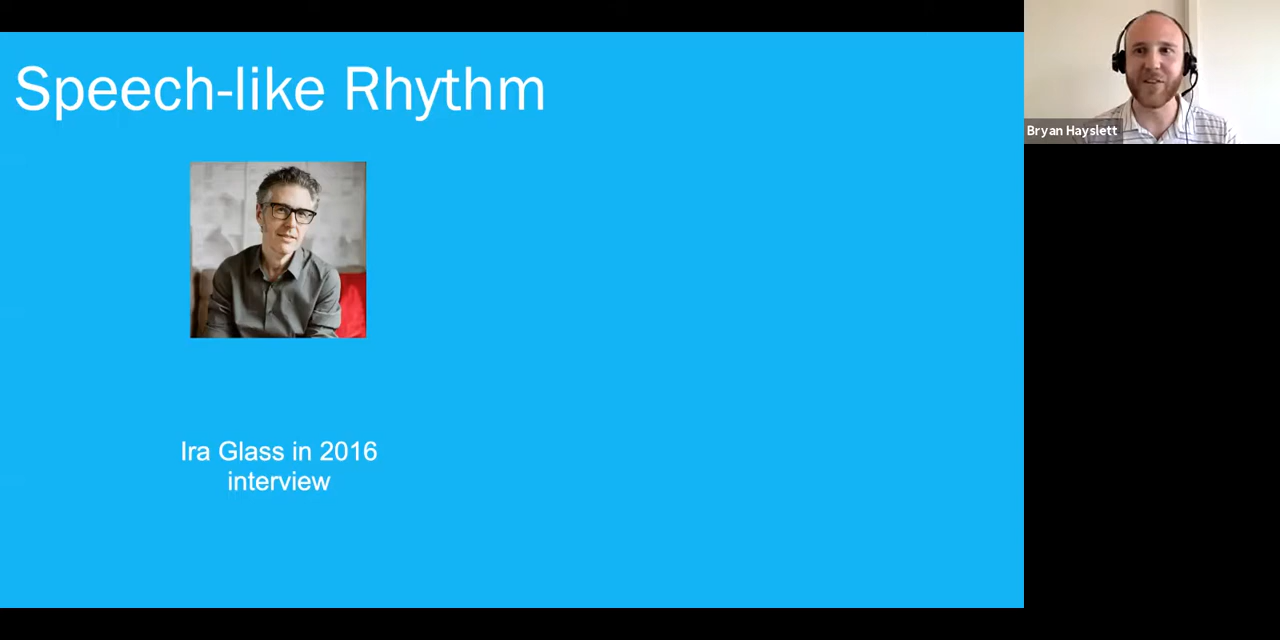 Speech-like Rhythm
Bryan Hayslett
Ira Glass in 2016
interview